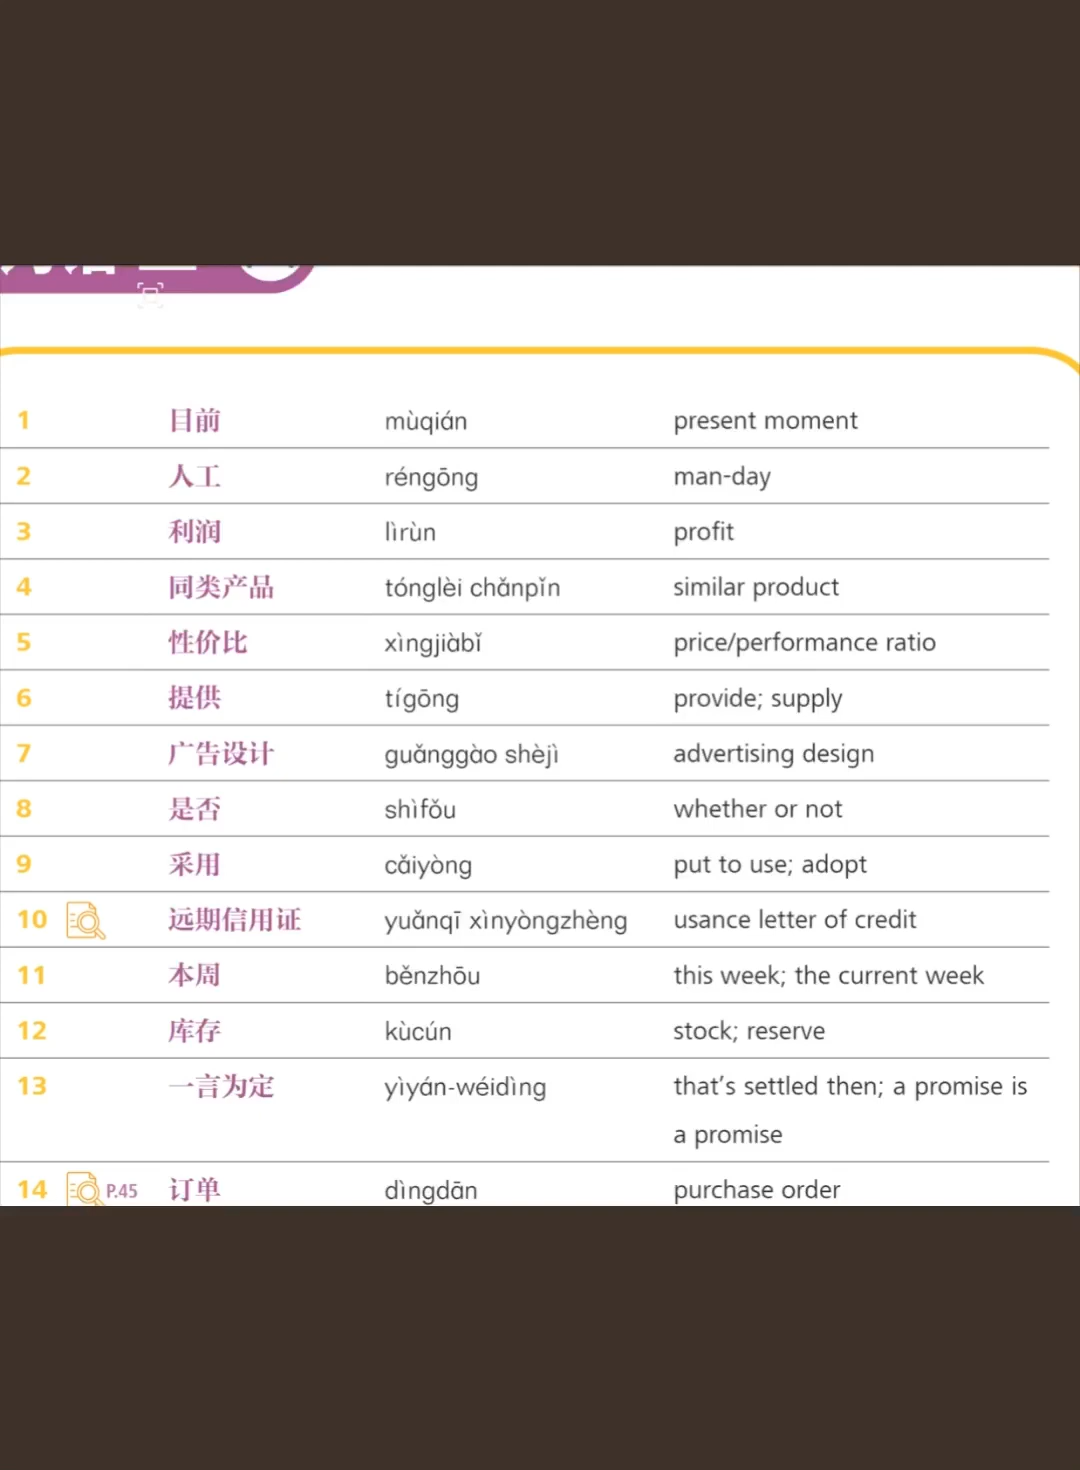 1 目前 mùqián present moment
2 人工 réngōng man-day
3 利润 lìrùn profit
4 同类产品 tónglèi chǎnpǐn similar product
5 性价比 xìngjiàbǐ price/performance ratio
6 提供 tígōng provide; supply
7 广告设计 guǎnggào shèjì advertising design
8 是否 shìfǒu whether or not
9 采用 cǎiyòng put to use; adopt
10 远期信用证 yuǎnqī xìnyòngzhèng usance letter of credit
11 本周 běnzhōu this week; the current week
12 库存 kùcún stock; reserve
13 一言为定 yìyán-wéidìng that's settled then; a promise is
a promise
14 P.45 订单 dìngdān purchase order